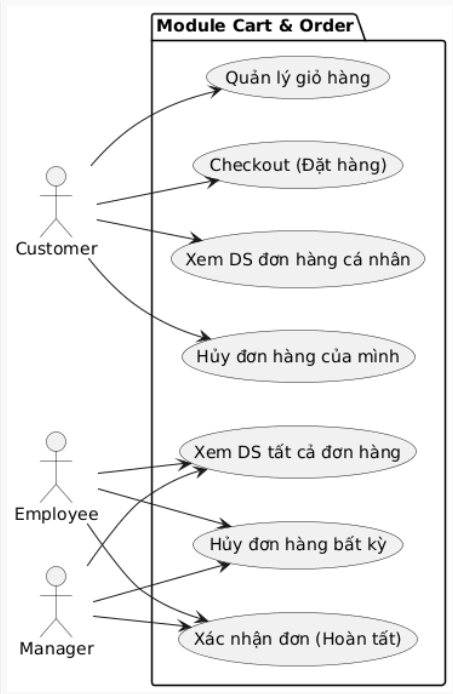 Module Cart & Order
Quản lý giỏ hàng
Checkout (Đặt hàng)
Customer
Xem DS đơn hàng cá nhân
Hủy đơn hàng của mình
Xem DS tất cả đơn hàng
Employee
Hủy đơn hàng bất kỳ
Manager
Xác nhận đơn (Hoàn tất)